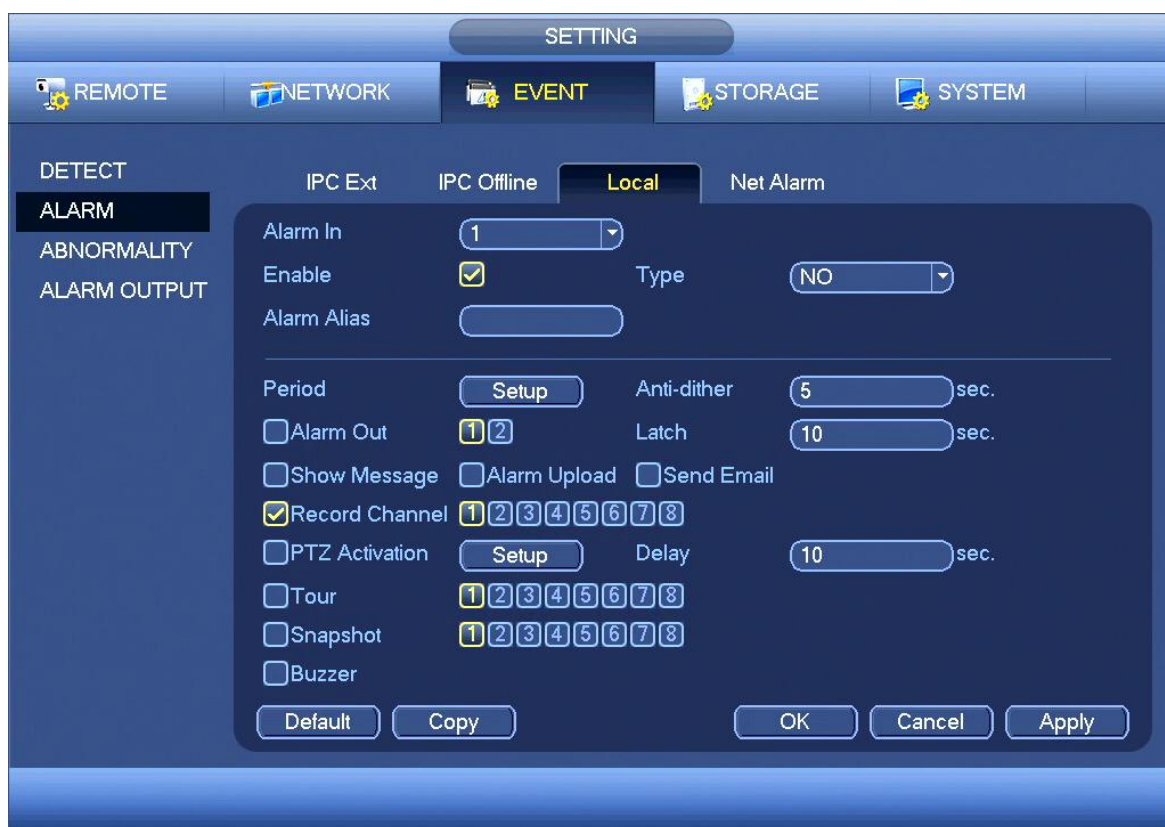 SETTING
REMOTE NETWORK EVENT STORAGE SYSTEM
DETECT
ALARM
ABNORMALITY
ALARM OUTPUT
IPC Ext IPC Offline Local Net Alarm
Alarm In 1
Enable Type NO
Alarm Alias
Period Setup Anti-dither 5 sec.
Alarm Out 1 2 Latch 10 sec.
Show Message Alarm Upload Send Email
Record Channel 1 2 3 4 5 6 7 8
PTZ Activation Setup Delay 10 sec.
Tour 1 2 3 4 5 6 7 8
Snapshot 1 2 3 4 5 6 7 8
Buzzer
Default Copy OK Cancel Apply